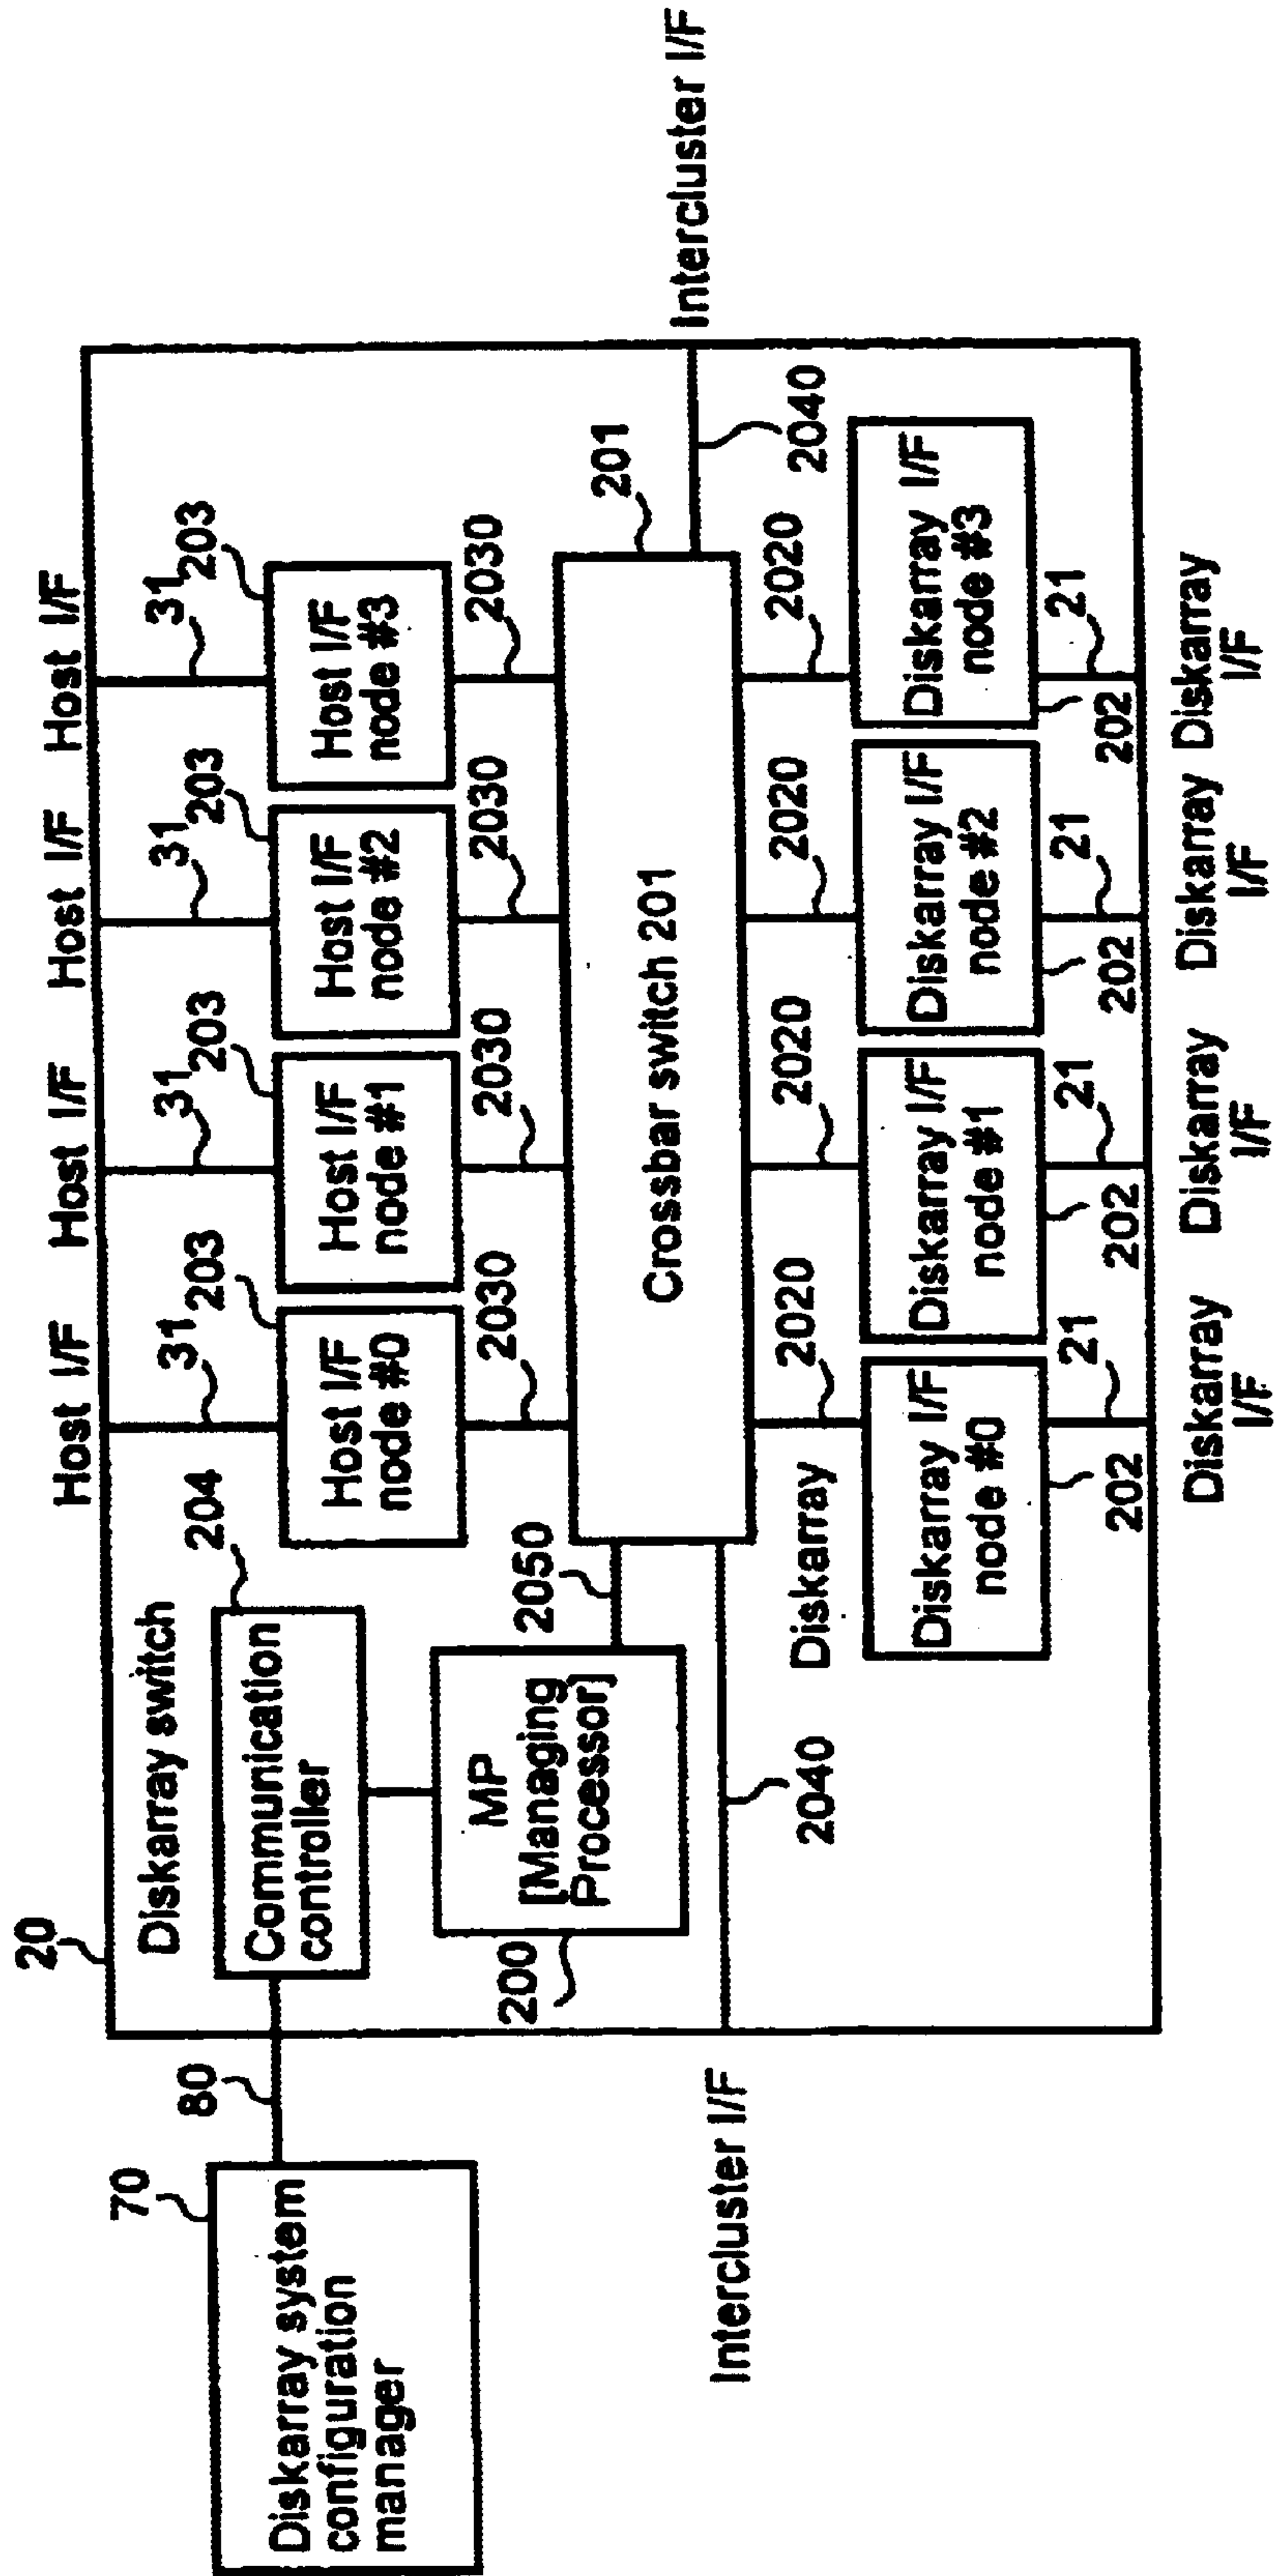 Host I/F
Host I/F
Host I/F
Host I/F
20
Diskarray switch
204
31
203
31
203
31
203
31
203
70
80
Communication
controller
Host I/F
node #0
Host I/F
node #1
Host I/F
node #2
Host I/F
node #3
Diskarray system
configuration
manager
200
MP
[Managing
Processor]
2050
2030
2030
2030
2030
201
Crossbar switch 201
Intercluster I/F
Intercluster I/F
2040
2040
Diskarray
2020
2020
2020
2020
Diskarray I/F
node #0
Diskarray I/F
node #1
Diskarray I/F
node #2
Diskarray I/F
node #3
202
21
202
21
202
21
202
21
Diskarray
I/F
Diskarray
I/F
Diskarray
I/F
Diskarray
I/F